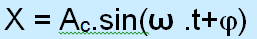 X = Ac.sin(ω .t+φ)